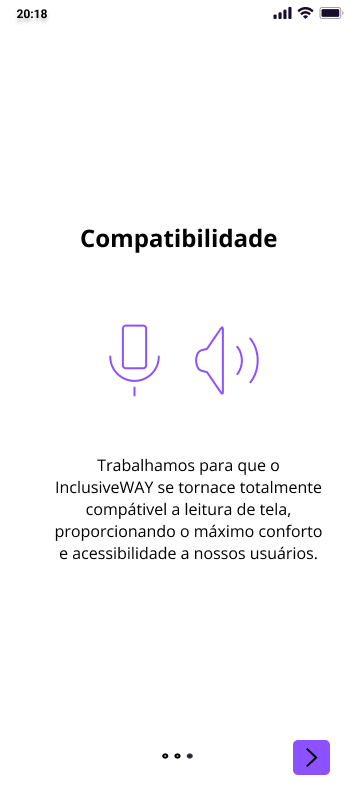 20:18
Compatibilidade
Trabalhamos para que o
InclusiveWAY se tornace totalmente
compátivel a leitura de tela,
proporcionando o máximo conforto
e acessibilidade a nossos usuários.